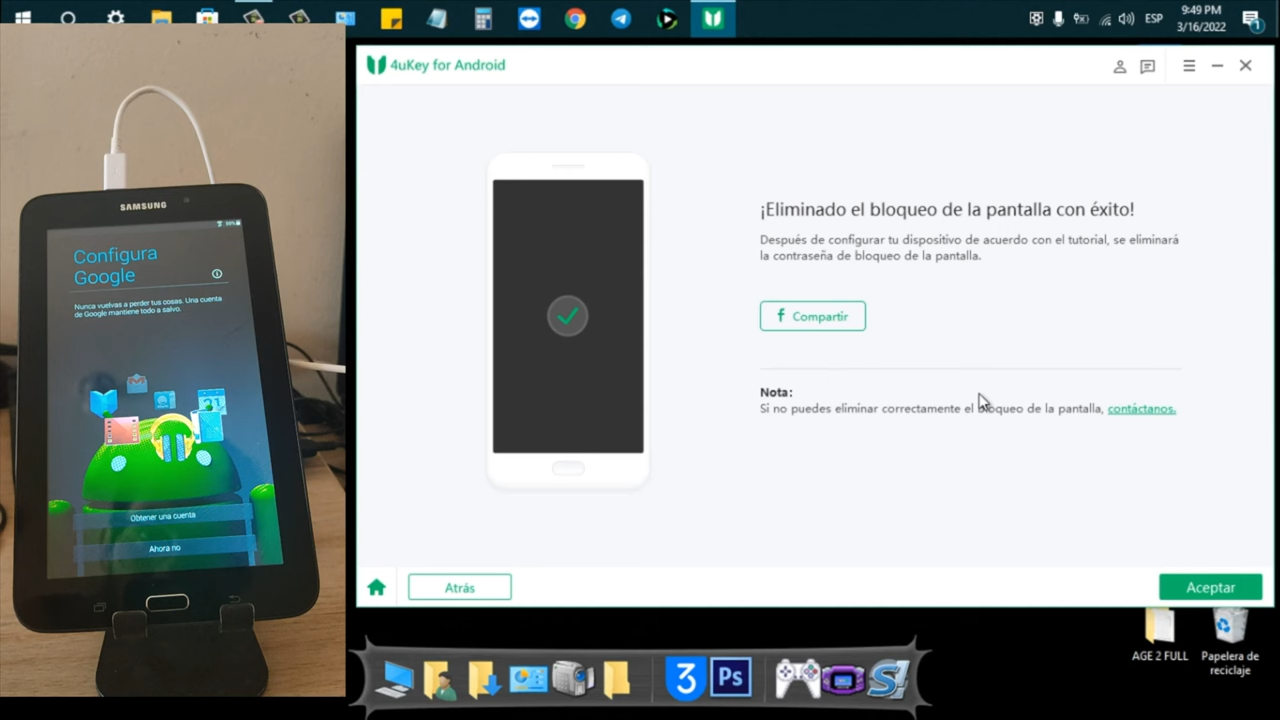 ESP
9:49 PM
3/16/2022
1
4uKey for Android
SAMSUNG
Configura
Google
Nunca vuelvas a perder tus cosas. Una cuenta
de Google mantiene todo a salvo.
31
Obtener una cuenta
Ahora no
¡Eliminado el bloqueo de la pantalla con éxito!
Después de configurar tu dispositivo de acuerdo con el tutorial, se eliminará
la contraseña de bloqueo de la pantalla.
f Compartir
Nota:
Si no puedes eliminar correctamente el bloqueo de la pantalla, contáctanos.
Atrás
Aceptar
AGE 2 FULL
Papelera de
reciclaje
3
Ps